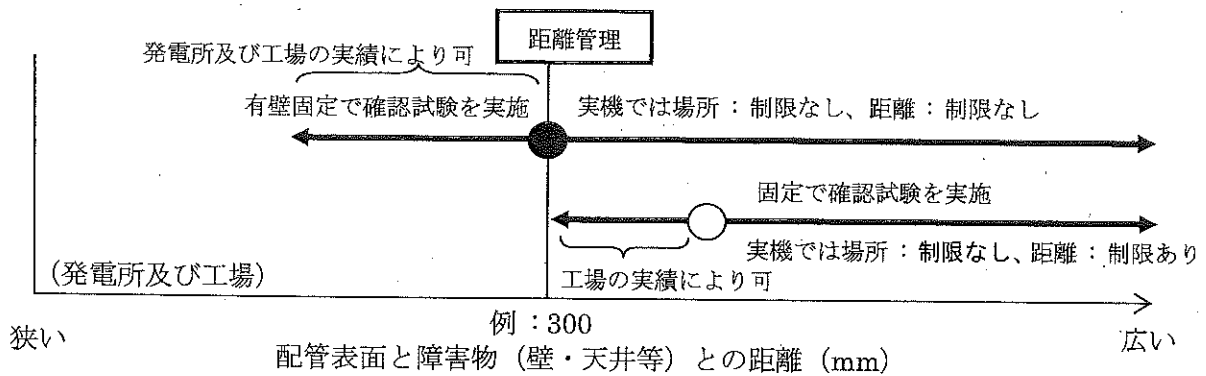 距離管理
発電所及び工場の実績により可
有壁固定で確認試験を実施
実機では場所：制限なし、距離：制限なし
固定で確認試験を実施
実機では場所：制限なし、距離：制限あり
工場の実績により可
(発電所及び工場)
狭い
例：300
広い
配管表面と障害物（壁・天井等）との距離（mm）